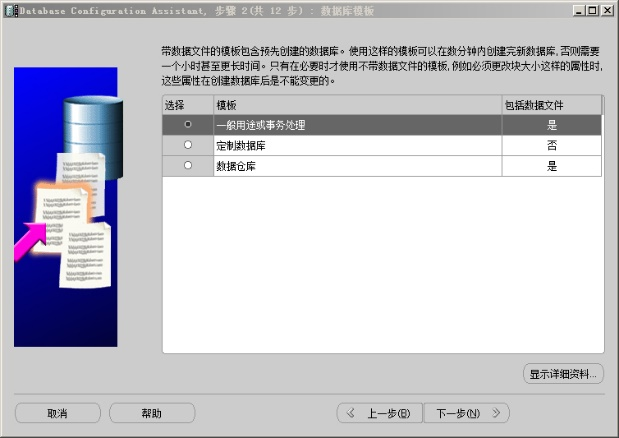 Database Configuration Assistant, 步骤 2(共 12 步) : 数据库模板
带数据文件的模板包含预先创建的数据库。使用这样的模板可以在数分钟内创建完新数据库, 否则需要
一个小时甚至更长时间。只有在必要时才使用不带数据文件的模板, 例如必须更改块大小这样的属性时,
这些属性在创建数据库后是不能变更的。
选择 模板 包括数据文件
一般用途或事务处理 是
定制数据库 否
数据仓库 是
显示详细资料...
取消 帮助 上一步(B) 下一步(N)